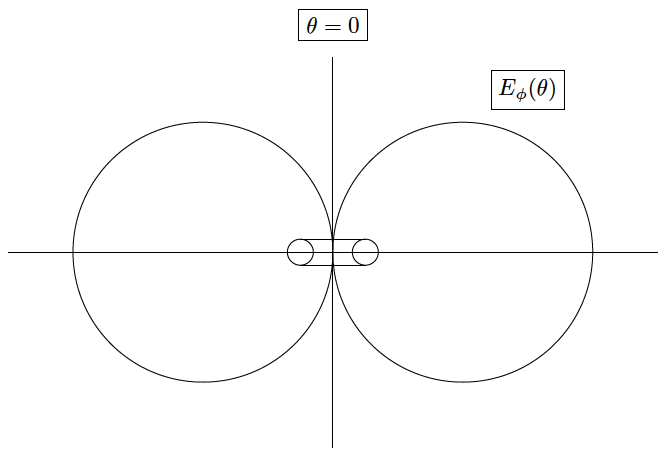 θ = 0
E_ϕ(θ)